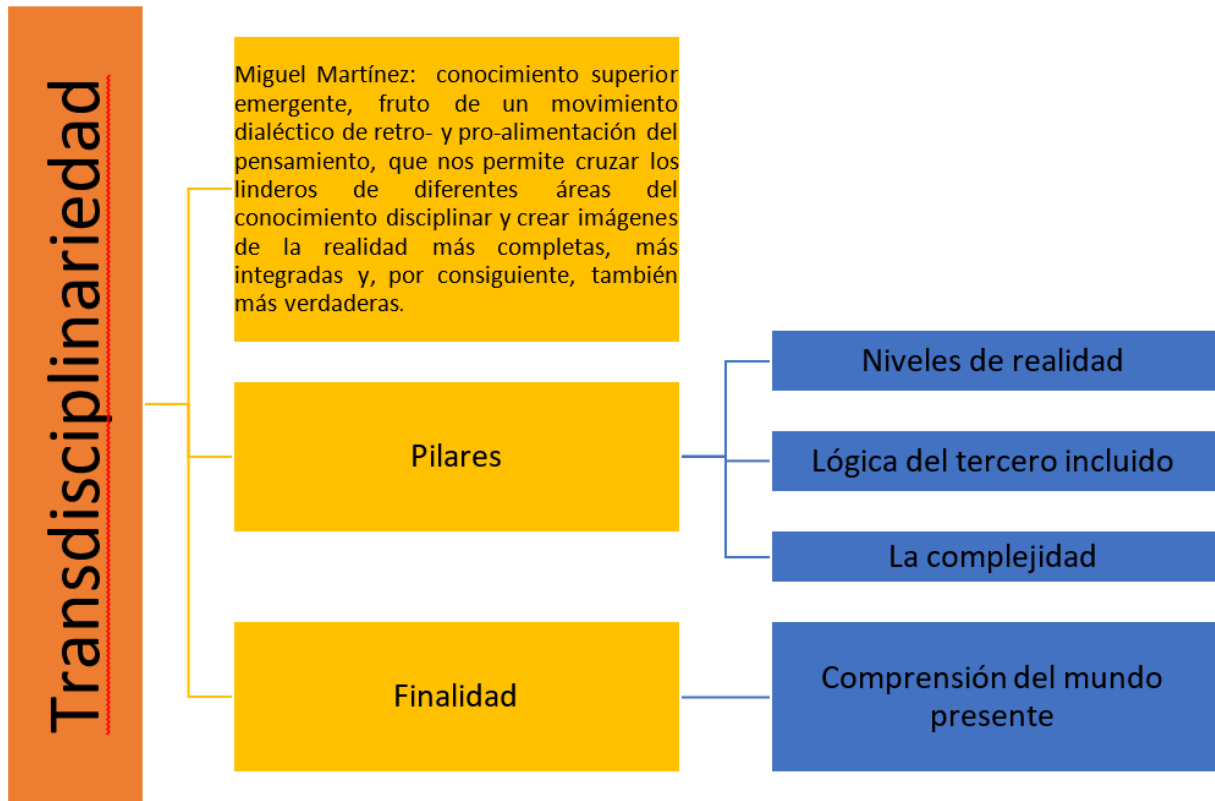 Transdisciplinariedad
Miguel Martínez: conocimiento superior
emergente, fruto de un movimiento
dialéctico de retro- y pro-alimentación del
pensamiento, que nos permite cruzar los
linderos de diferentes áreas del
conocimiento disciplinar y crear imágenes
de la realidad más completas, más
integradas y, por consiguiente, también
más verdaderas.
Pilares
Niveles de realidad
Lógica del tercero incluido
La complejidad
Finalidad
Comprensión del mundo
presente